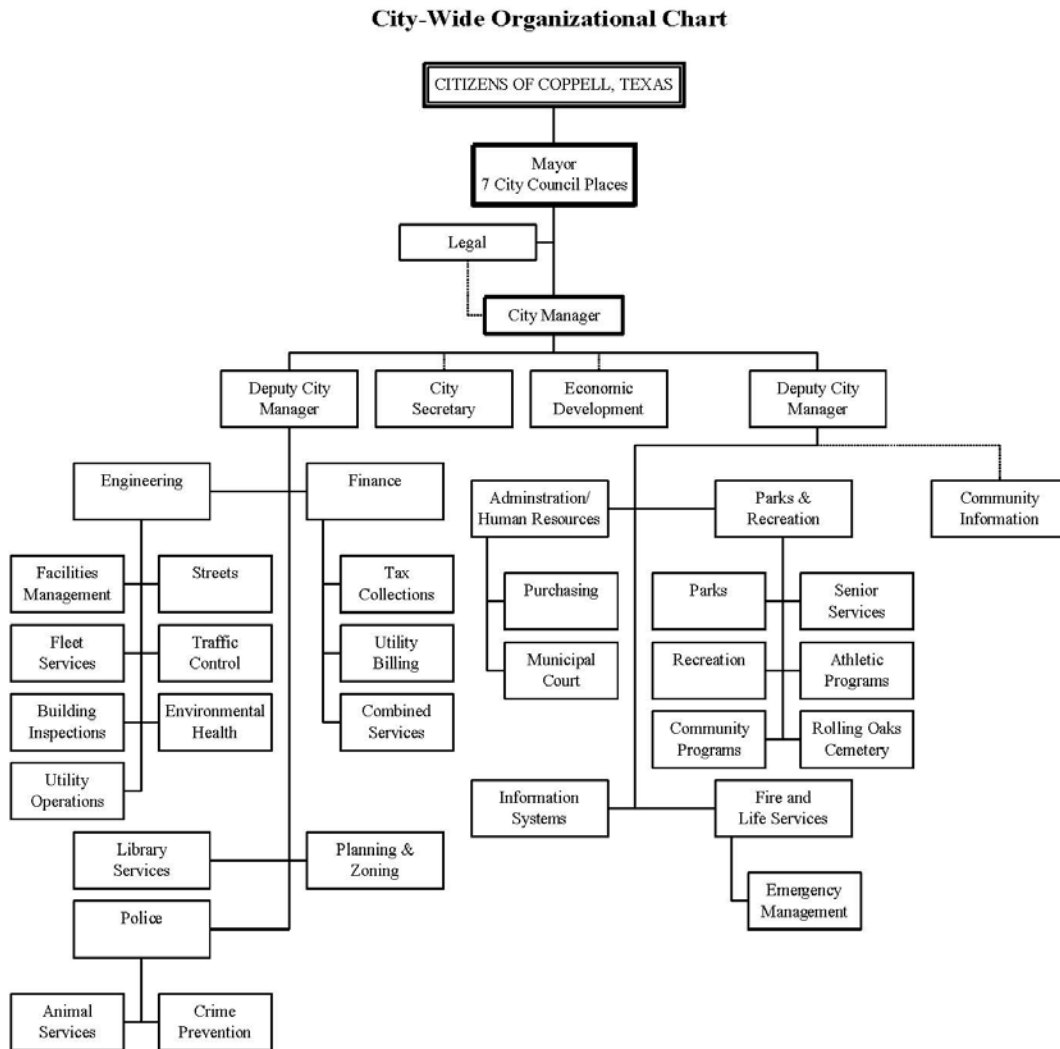 City-Wide Organizational Chart
CITIZENS OF COPPELL, TEXAS
Mayor
7 City Council Places
Legal
City Manager
Deputy City
Manager
City
Secretary
Economic
Development
Deputy City
Manager
Engineering
Finance
Adminstration/
Human Resources
Parks &
Recreation
Community
Information
Facilities
Management
Streets
Tax
Collections
Purchasing
Parks
Senior
Services
Fleet
Services
Traffic
Control
Utility
Billing
Municipal
Court
Recreation
Athletic
Programs
Building
Inspections
Environmental
Health
Combined
Services
Community
Programs
Rolling Oaks
Cemetery
Utility
Operations
Information
Systems
Fire and
Life Services
Library
Services
Planning &
Zoning
Emergency
Management
Police
Animal
Services
Crime
Prevention